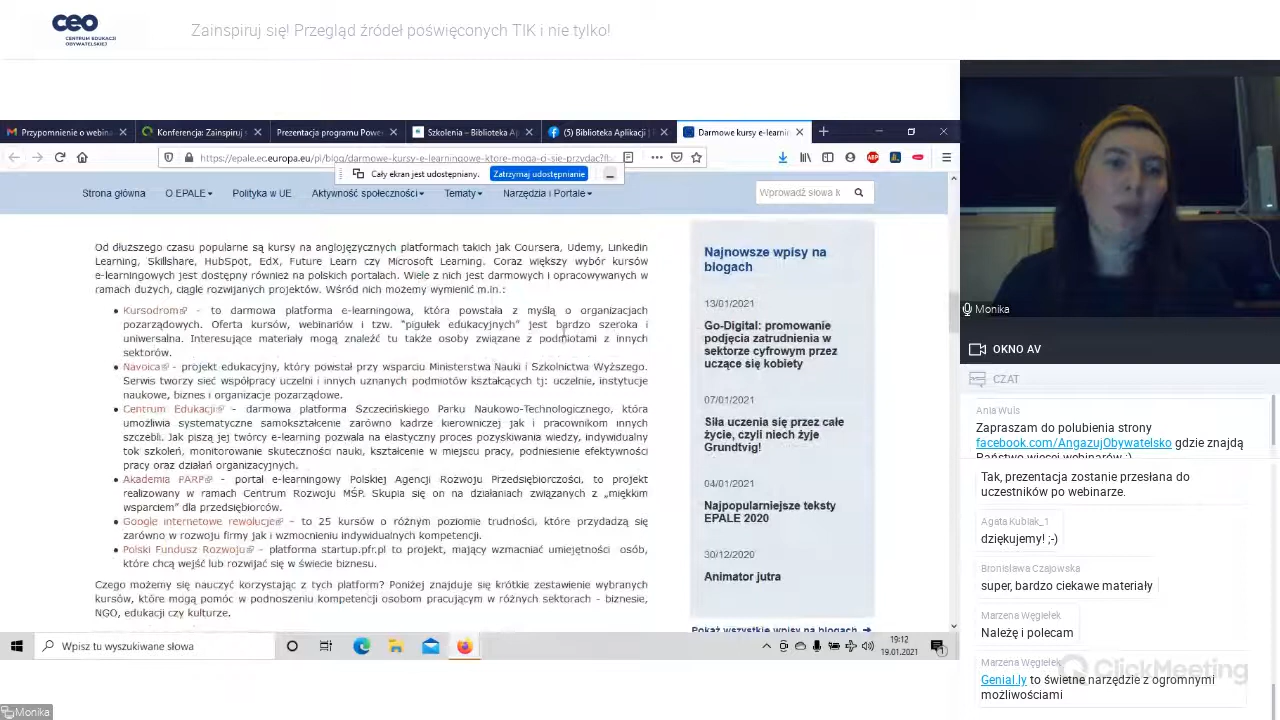 ceo
CENTRUM EDUKACJI
OBYWATELSKIEJ
Zainspiruj się! Przegląd źródeł poświęconych TIK i nie tylko!
Przypomnienie o webina
Konferencja: Zainspiruj s
Prezentacja programu Powe
Szkolenia – Biblioteka A
(5) Biblioteka Aplikacji |
Darmowe kursy e-learnin
https://epale.ec.europa.eu/pl/blog/darmowe-kursy-e-learningowe-ktore-moga-ci-sie-przydac?fb
Cały ekran jest udostępniany.
Zatrzymaj udostępnianie
Strona główna
O EPALE
Polityka w UE
Aktywność społeczności
Tematy
Narzędzia i Portale
Wprowadź słowa k
Od dłuższego czasu popularne są kursy na anglojęzycznych platformach takich jak Coursera, Udemy, Linkedin
Learning, Skillshare, HubSpot, EdX, Future Learn czy Microsoft Learning. Coraz większy wybór kursów
e-learningowych jest dostępny również na polskich portalach. Wiele z nich jest darmowych i opracowywanych w
ramach dużych, ciągle rozwijanych projektów. Wśród nich możemy wymienić m.in.:
Kursodrom - to darmowa platforma e-learningowa, która powstała z myślą o organizacjach
pozarządowych. Oferta kursów, webinariów i tzw. "pigułek edukacyjnych" jest bardzo szeroka i
uniwersalna. Interesujące materiały mogą znaleźć tu także osoby związane z podmiotami z innych
sektorów.
Navoica - projekt edukacyjny, który powstał przy wsparciu Ministerstwa Nauki i Szkolnictwa Wyższego.
Serwis tworzy sieć współpracy uczelni i innych uznanych podmiotów kształcących tj: uczelnie, instytucje
naukowe, biznes i organizacje pozarządowe.
Centrum Edukacji - darmowa platforma Szczecińskiego Parku Naukowo-Technologicznego, która
umożliwia systematyczne samokształcenie zarówno kadrze kierowniczej jak i pracownikom innych
szczebli. Jak piszą jej twórcy e-learning pozwala na elastyczny proces pozyskiwania wiedzy, indywidualny
tok szkoleń, monitorowanie skuteczności nauki, kształcenie w miejscu pracy, podniesienie efektywności
pracy oraz działań organizacyjnych.
Akademia PARP - portal e-learningowy Polskiej Agencji Rozwoju Przedsiębiorczości, to projekt
realizowany w ramach Centrum Rozwoju MŚP. Skupia się on na działaniach związanych z „miękkim
wsparciem" dla przedsiębiorców.
Google Internetowe rewolucje - to 25 kursów o różnym poziomie trudności, które przydadzą się
zarówno w rozwoju firmy jak i wzmocnieniu indywidualnych kompetencji.
Polski Fundusz Rozwoju - platforma startup.pfr.pl to projekt, mający wzmacniać umiejętności osób,
które chcą wejść lub rozwijać się w świecie biznesu.
Czego możemy się nauczyć korzystając z tych platform? Poniżej znajduje się krótkie zestawienie wybranych
kursów, które mogą pomóc w podnoszeniu kompetencji osobom pracującym w różnych sektorach - biznesie,
NGO, edukacji czy kulturze.
Najnowsze wpisy na
blogach
13/01/2021
Go-Digital: promowanie
podjęcia zatrudnienia w
sektorze cyfrowym przez
uczące się kobiety
07/01/2021
Siła uczenia się przez całe
życie, czyli niech żyje
Grundtvig!
04/01/2021
Najpopularniejsze teksty
EPALE 2020
30/12/2020
Animator jutra
Pokaż wszystkie wpisy na blogach
Wpisz tu wyszukiwane słowa
19:12
19.01.2021
1
Monika
Monika
OKNO AV
CZAT
Ania Wuls
Zapraszam do polubienia strony
facebook.com/AngazujObywatelsko gdzie znajdą
Państwo więcej webinarów :)
Tak, prezentacja zostanie przesłana do
uczestników po webinarze.
Agata Kubiak_1
dziękujemy! ;-)
Bronisława Czajowska
super, bardzo ciekawe materiały
Marzena Węgiełek
Należę i polecam
Marzena Węgiełek
Genial.ly to świetne narzędzie z ogromnymi
możliwościami
ClickMeeting